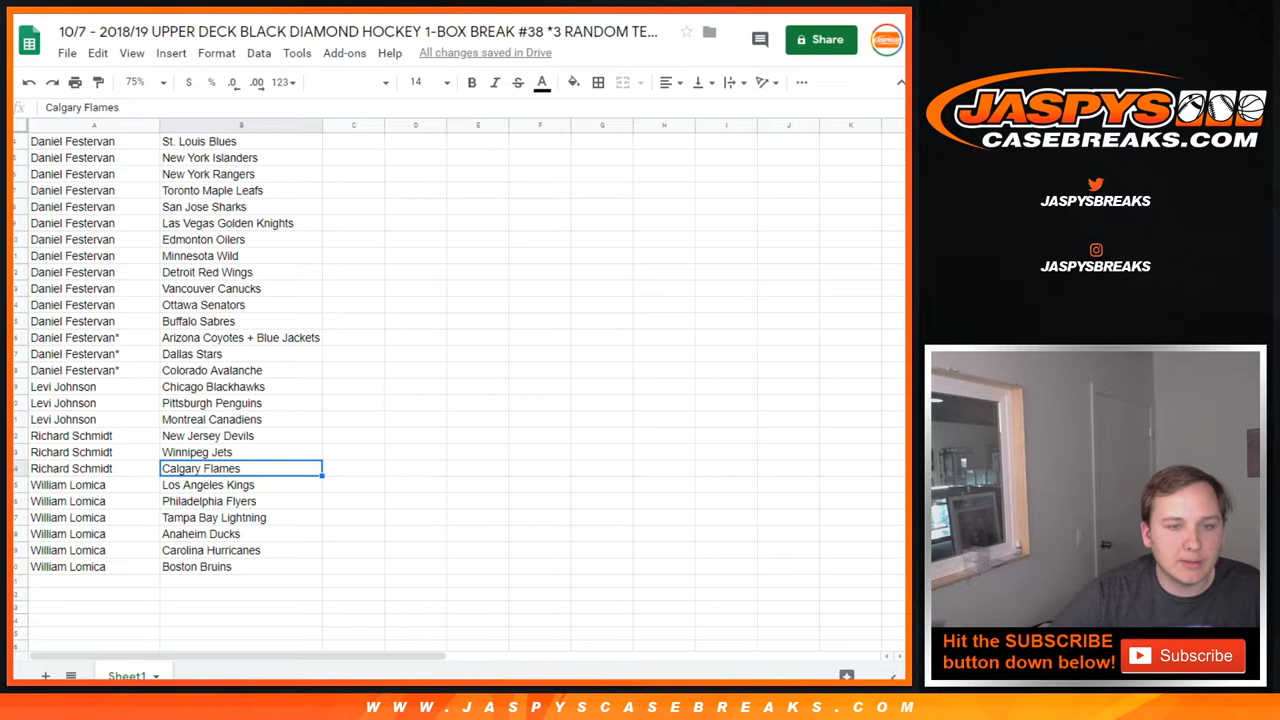 10/7 - 2018/19 UPPER DECK BLACK DIAMOND HOCKEY 1-BOX BREAK #38 *3 RANDOM TE...
File Edit View Insert Format Data Tools Add-ons Help All changes saved in Drive
Share
75% $ % .0 .00 123 14 B I S A
fx Calgary Flames
A B C D E F G H I J K
Daniel Festervan St. Louis Blues
Daniel Festervan New York Islanders
Daniel Festervan New York Rangers
Daniel Festervan Toronto Maple Leafs
Daniel Festervan San Jose Sharks
Daniel Festervan Las Vegas Golden Knights
Daniel Festervan Edmonton Oilers
Daniel Festervan Minnesota Wild
Daniel Festervan Detroit Red Wings
Daniel Festervan Vancouver Canucks
Daniel Festervan Ottawa Senators
Daniel Festervan Buffalo Sabres
Daniel Festervan* Arizona Coyotes + Blue Jackets
Daniel Festervan* Dallas Stars
Daniel Festervan* Colorado Avalanche
Levi Johnson Chicago Blackhawks
Levi Johnson Pittsburgh Penguins
Levi Johnson Montreal Canadiens
Richard Schmidt New Jersey Devils
Richard Schmidt Winnipeg Jets
Richard Schmidt Calgary Flames
William Lomica Los Angeles Kings
William Lomica Philadelphia Flyers
William Lomica Tampa Bay Lightning
William Lomica Anaheim Ducks
William Lomica Carolina Hurricanes
William Lomica Boston Bruins
Sheet1
JASPYS
CASEBREAKS.COM
JASPYSBREAKS
JASPYSBREAKS
Hit the SUBSCRIBE
button down below!
Subscribe
WWW.JASPYSCASEBREAKS.COM